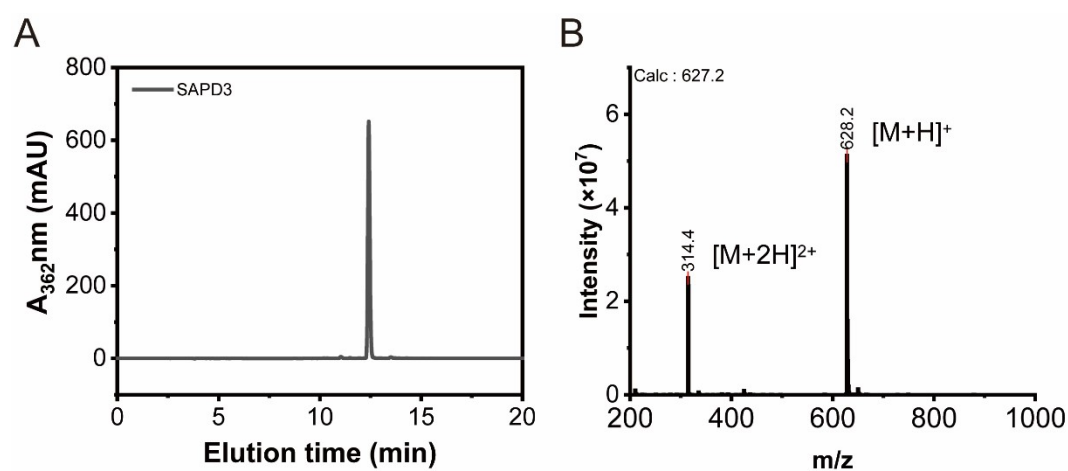 A
800
600
400
200
0
SAPD3
A₃₆₂nm (mAU)
0 5 10 15 20
Elution time (min)
B
Calc : 627.2
6
4
2
0
314.4
[M+2H]²⁺
628.2
[M+H]⁺
Intensity (×10⁷)
200 400 600 800 1000
m/z